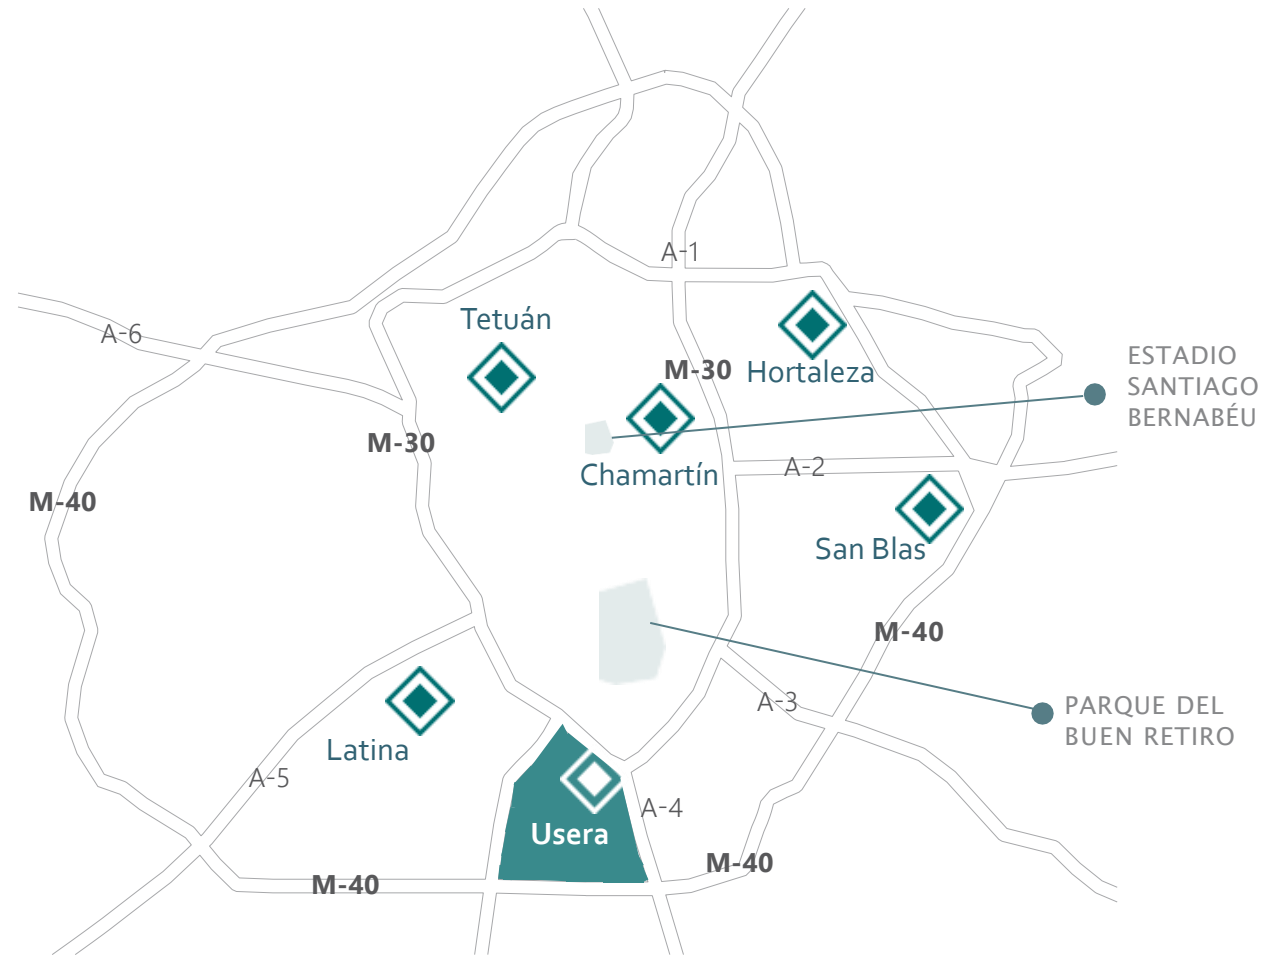 A-1
Tetuán
A-6
M-30
Hortaleza
ESTADIO
SANTIAGO
BERNABÉU
M-30
Chamartín
A-2
M-40
San Blas
M-40
A-3
PARQUE DEL
BUEN RETIRO
Latina
A-5
A-4
Usera
M-40
M-40